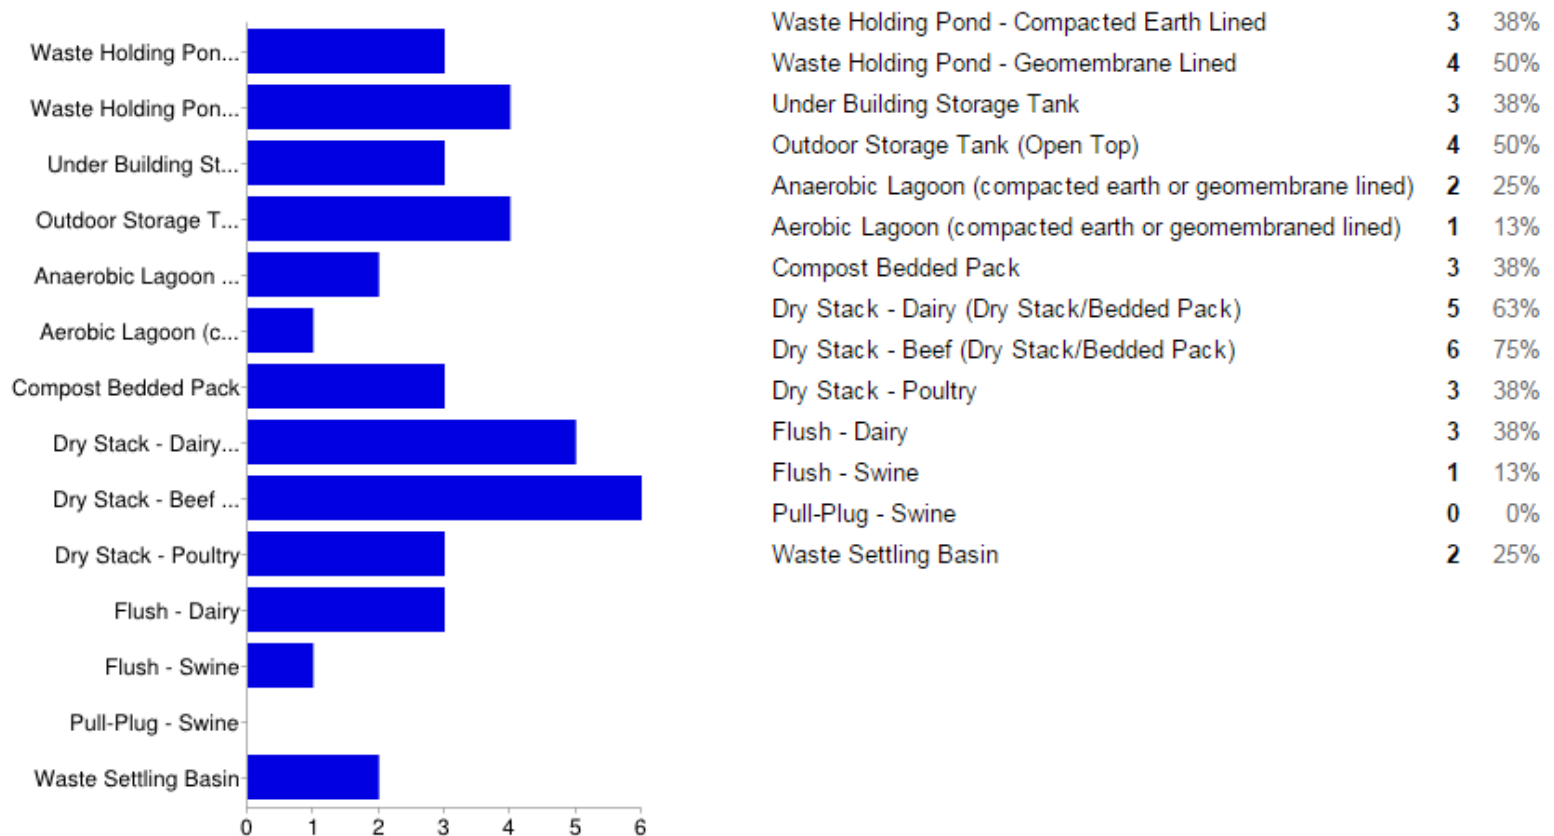 Waste Holding Pon...
Waste Holding Pon...
Under Building St...
Outdoor Storage T...
Anaerobic Lagoon ...
Aerobic Lagoon (c...
Compost Bedded Pack
Dry Stack - Dairy...
Dry Stack - Beef ...
Dry Stack - Poultry
Flush - Dairy
Flush - Swine
Pull-Plug - Swine
Waste Settling Basin
0 1 2 3 4 5 6
Waste Holding Pond - Compacted Earth Lined 3 38%
Waste Holding Pond - Geomembrane Lined 4 50%
Under Building Storage Tank 3 38%
Outdoor Storage Tank (Open Top) 4 50%
Anaerobic Lagoon (compacted earth or geomembrane lined) 2 25%
Aerobic Lagoon (compacted earth or geomembraned lined) 1 13%
Compost Bedded Pack 3 38%
Dry Stack - Dairy (Dry Stack/Bedded Pack) 5 63%
Dry Stack - Beef (Dry Stack/Bedded Pack) 6 75%
Dry Stack - Poultry 3 38%
Flush - Dairy 3 38%
Flush - Swine 1 13%
Pull-Plug - Swine 0 0%
Waste Settling Basin 2 25%